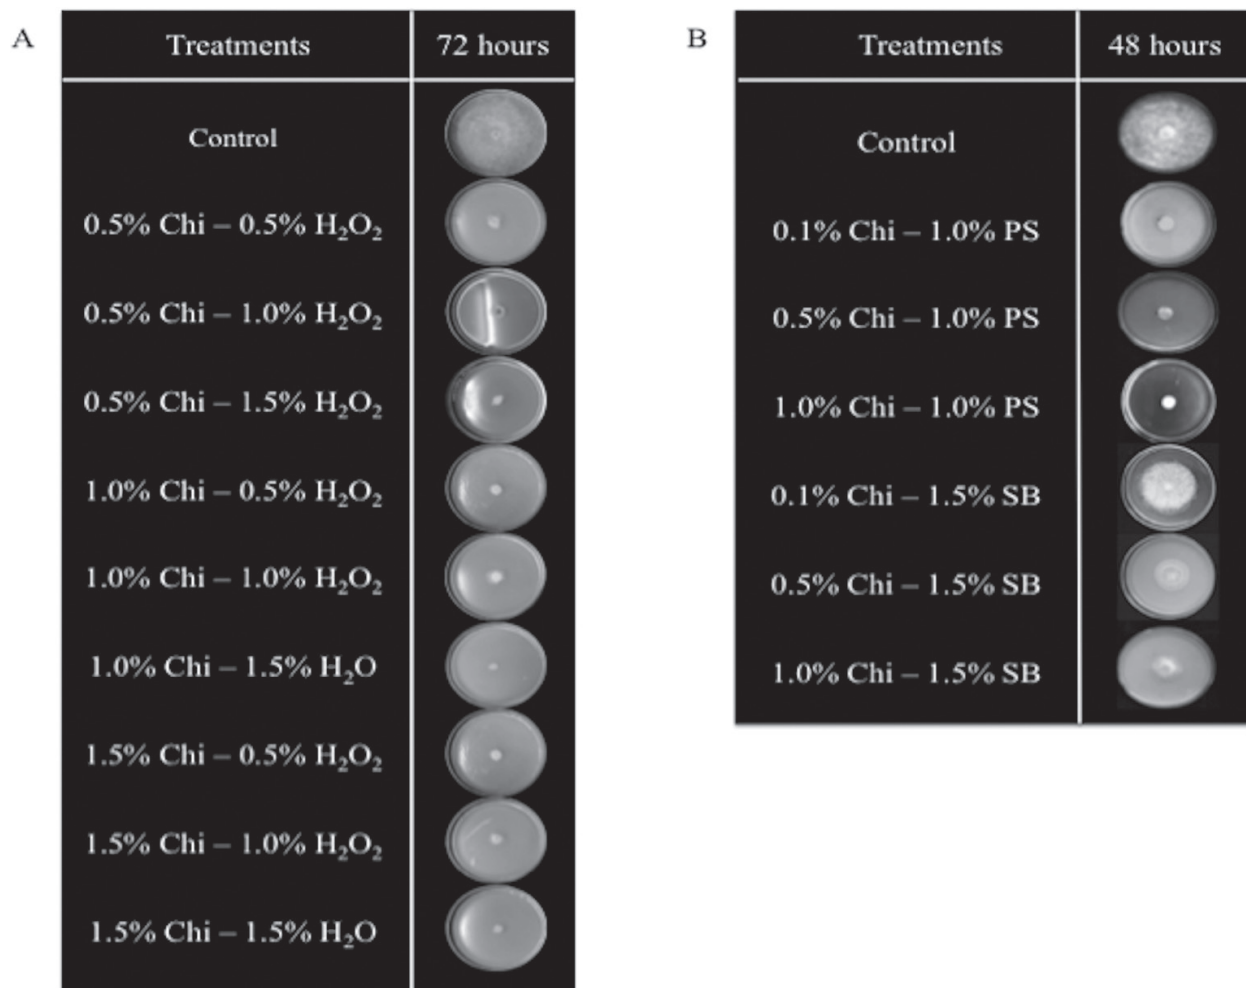 A
Treatments 72 hours
Control
0.5% Chi – 0.5% H₂O₂
0.5% Chi – 1.0% H₂O₂
0.5% Chi – 1.5% H₂O₂
1.0% Chi – 0.5% H₂O₂
1.0% Chi – 1.0% H₂O₂
1.0% Chi – 1.5% H₂O
1.5% Chi – 0.5% H₂O₂
1.5% Chi – 1.0% H₂O₂
1.5% Chi – 1.5% H₂O
B
Treatments 48 hours
Control
0.1% Chi – 1.0% PS
0.5% Chi – 1.0% PS
1.0% Chi – 1.0% PS
0.1% Chi – 1.5% SB
0.5% Chi – 1.5% SB
1.0% Chi – 1.5% SB